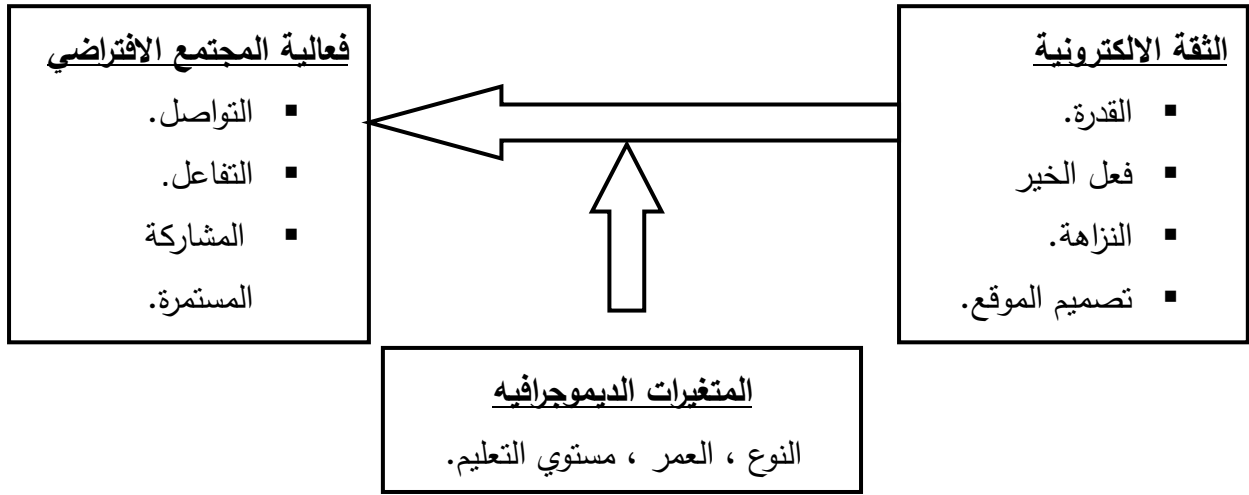 الثقة الالكترونية
▪ القدرة.
▪ فعل الخير
▪ النزاهة.
▪ تصميم الموقع.
فعالية المجتمع الافتراضي
▪ التواصل.
▪ التفاعل.
▪ المشاركة
المستمرة.
المتغيرات الديموجرافيه
النوع ، العمر ، مستوي التعليم.